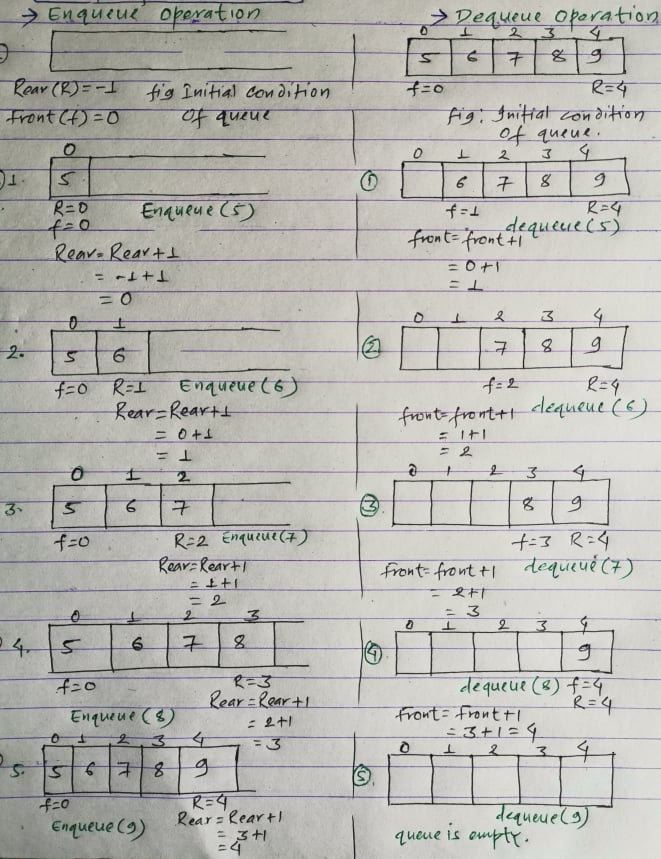 → Enqueue Operation
Rear (R) = -1 fig Initial condition
front (f) = 0 of queue
1.
0
5
R=0 Enqueue (5)
f=0
Rear = Rear + 1
= -1+1
= 0
2.
0 1
5 6
f=0 R=1 Enqueue (6)
Rear = Rear+1
= 0+1
= 1
3.
0 1 2
5 6 7
f=0 R=2 Enqueue (7)
Rear = Rear+1
= 1+1
= 2
4.
0 1 2 3
5 6 7 8
f=0 R=3
Enqueue (8) Rear = Rear+1
= 2+1
= 3
5.
0 1 2 3 4
5 6 7 8 9
f=0 R=4
Enqueue (9) Rear = Rear+1
= 3+1
= 4
→ Dequeue Operation
0 1 2 3 4
5 6 7 8 9
f=0 R=4
fig: Initial condition
of queue.
①
0 1 2 3 4
6 7 8 9
f=1 R=4
dequeue (5)
front = front+1
= 0+1
= 1
②
0 1 2 3 4
7 8 9
f=2 R=4
front = front+1 dequeue (6)
= 1+1
= 2
③
0 1 2 3 4
8 9
f=3 R=4
front = front+1 dequeue (7)
= 2+1
= 3
④
0 1 2 3 4
9
dequeue (8) f=4
R=4
front = front+1
= 3+1 = 4
⑤
0 1 2 3 4
dequeue (9)
queue is empty.